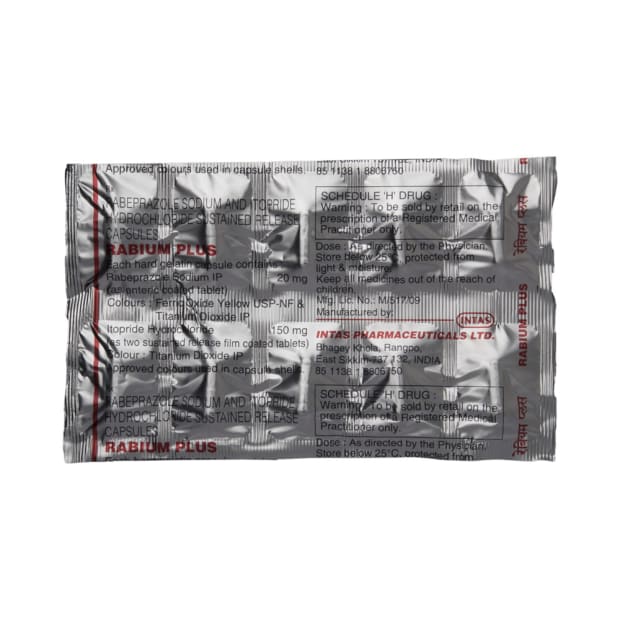 Approved colours used in capsule shells.
RABEPRAZOLE SODIUM AND ITOPRIDE
HYDROCHLORIDE SUSTAINED RELEASE
CAPSULES
RABIUM PLUS
Each hard gelatin capsule contains
Rabeprazole Sodium IP 20 mg
(as enteric coated tablet)
Colours : Ferric Oxide Yellow USP-NF &
Titanium Dioxide IP
Itopride Hydrochloride 150 mg
(as two sustained release film coated tablets)
Colour : Titanium Dioxide IP
Approved colours used in capsule shells.
RABEPRAZOLE SODIUM AND ITOPRIDE
HYDROCHLORIDE SUSTAINED RELEASE
CAPSULES
RABIUM PLUS
INDIA
85 1138 1 8806750
SCHEDULE 'H' DRUG :
Warning : To be sold by retail on the
prescription of a Registered Medical
Practitioner only.
Dose : As directed by the Physician.
Store below 25°C, protected from
light & moisture.
Keep all medicines out of the reach of
children.
Mfg. Lic. No.: M/517/09
Manufactured by:
INTAS
INTAS PHARMACEUTICALS LTD.
Bhagey Khola, Rangpo,
East Sikkim-737 132, INDIA
85 1138 1 8806750
SCHEDULE 'H' DRUG :
Warning : To be sold by retail on the
prescription of a Registered Medical
Practitioner only.
Dose : As directed by the Physician.
Store below 25°C, protected from
रेबियम प्लस
RABIUM PLUS
रेबियम प्लस